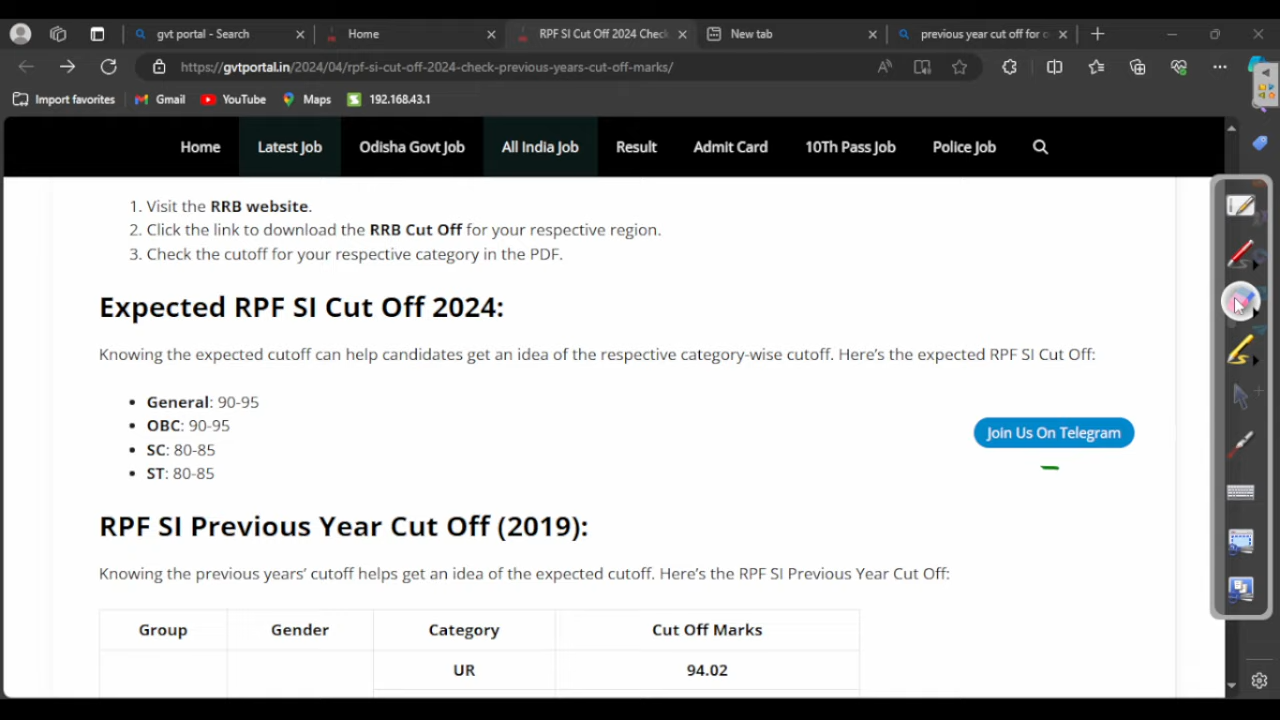 gvt portal - Search
Home
RPF SI Cut Off 2024 Chec
New tab
previous year cut off for o
https://gvtportal.in/2024/04/rpf-si-cut-off-2024-check-previous-years-cut-off-marks/
Import favorites
Gmail
YouTube
Maps
192.168.43.1
Home
Latest Job
Odisha Govt Job
All India Job
Result
Admit Card
10Th Pass Job
Police Job
1. Visit the RRB website.
2. Click the link to download the RRB Cut Off for your respective region.
3. Check the cutoff for your respective category in the PDF.
Expected RPF SI Cut Off 2024:
Knowing the expected cutoff can help candidates get an idea of the respective category-wise cutoff. Here’s the expected RPF SI Cut Off:
• General: 90-95
• OBC: 90-95
• SC: 80-85
• ST: 80-85
Join Us On Telegram
RPF SI Previous Year Cut Off (2019):
Knowing the previous years’ cutoff helps get an idea of the expected cutoff. Here’s the RPF SI Previous Year Cut Off:
Group Gender Category Cut Off Marks
UR 94.02